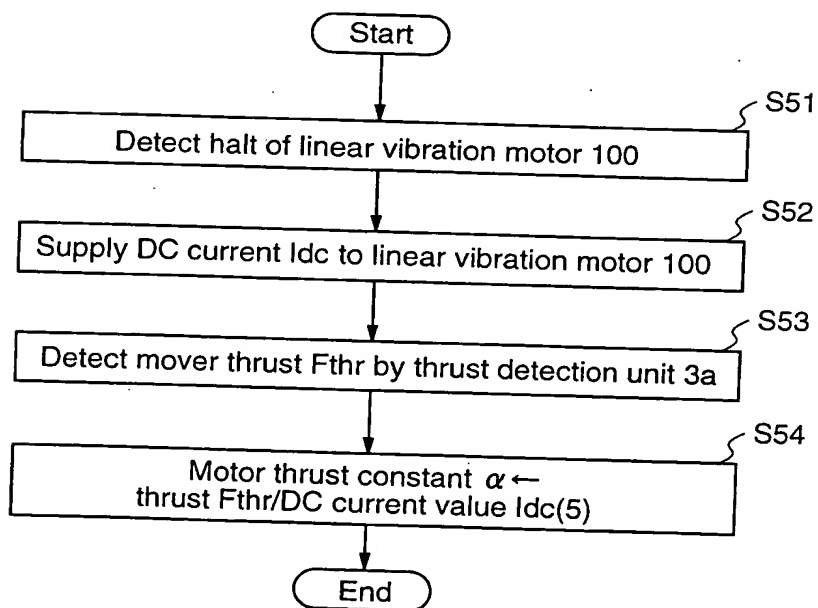 Start
S51
Detect halt of linear vibration motor 100
S52
Supply DC current Idc to linear vibration motor 100
S53
Detect mover thrust Fthr by thrust detection unit 3a
S54
Motor thrust constant α←
thrust Fthr/DC current value Idc(5)
End